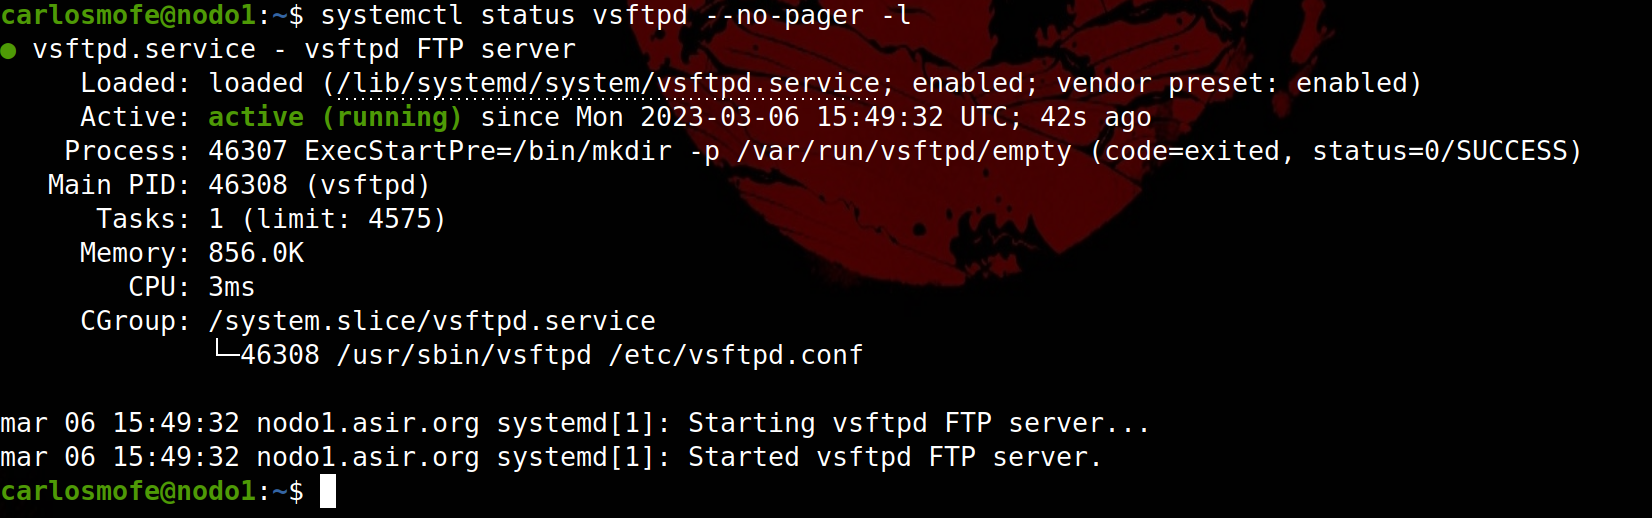 carlosmofe@nodo1:~$ systemctl status vsftpd --no-pager -l
● vsftpd.service - vsftpd FTP server
     Loaded: loaded (/lib/systemd/system/vsftpd.service; enabled; vendor preset: enabled)
     Active: active (running) since Mon 2023-03-06 15:49:32 UTC; 42s ago
    Process: 46307 ExecStartPre=/bin/mkdir -p /var/run/vsftpd/empty (code=exited, status=0/SUCCESS)
   Main PID: 46308 (vsftpd)
      Tasks: 1 (limit: 4575)
     Memory: 856.0K
        CPU: 3ms
     CGroup: /system.slice/vsftpd.service
             └─46308 /usr/sbin/vsftpd /etc/vsftpd.conf

mar 06 15:49:32 nodo1.asir.org systemd[1]: Starting vsftpd FTP server...
mar 06 15:49:32 nodo1.asir.org systemd[1]: Started vsftpd FTP server.
carlosmofe@nodo1:~$